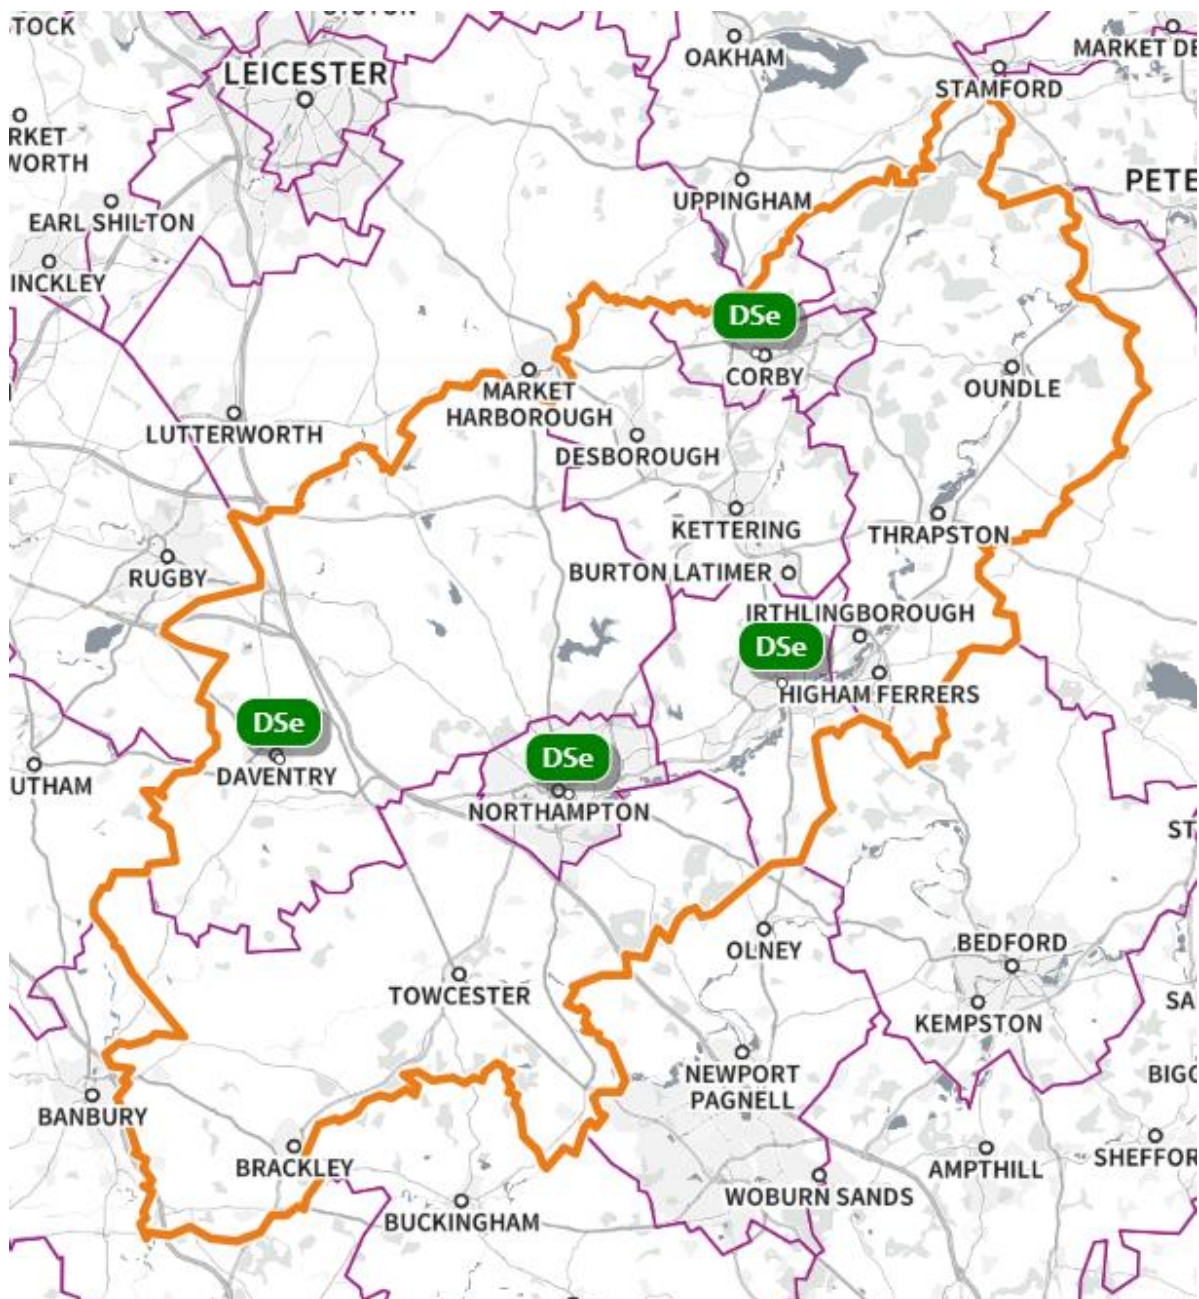 TOCK
OAKHAM
MARKET DE
LEICESTER
STAMFORD
RKET
WORTH
UPPINGHAM
PETE
EARL SHILTON
INCKLEY
DSe
CORBY
OUNDLE
MARKET
HARBOROUGH
LUTTERWORTH
DESBOROUGH
KETTERING
THRAPSTON
RUGBY
BURTON LATIMER
IRTHLINGBOROUGH
DSe
HIGHAM FERRERS
DSe
DAVENTRY
DSe
UTHAM
NORTHAMPTON
ST
OLNEY
BEDFORD
TOWCESTER
KEMPSTON
SA
NEWPORT
PAGNELL
BIGG
BANBURY
BRACKLEY
AMPTHILL
SHEFFOR
WOBURN SANDS
BUCKINGHAM